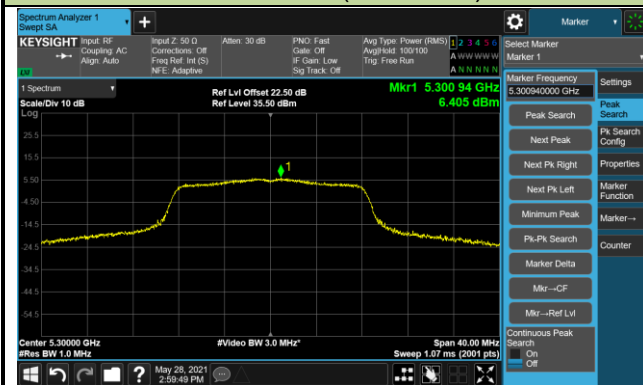 Spectrum Analyzer 1
Swept SA
Marker
KEYSIGHT
Input: RF
Coupling: AC
Align: Auto
Input Z: 50 Ω
Corrections: Off
Freq Ref: Int (S)
NFE: Adaptive
Atten: 30 dB
PNO: Fast
Gate: Off
IF Gain: Low
Sig Track: Off
Avg Type: Power (RMS)
Avg|Hold: 100/100
Trig: Free Run
1 2 3 4 5 6
A W W W W W
A N N N N N
LM
Select Marker
Marker 1
1 Spectrum
Scale/Div 10 dB
Log
Ref Lvl Offset 22.50 dB
Ref Level 35.50 dBm
Mkr1 5.300 94 GHz
6.405 dBm
25.5
15.5
5.50
-4.50
-14.5
-24.5
-34.5
-44.5
-54.5
1
Center 5.30000 GHz
#Res BW 1.0 MHz
#Video BW 3.0 MHz*
Span 40.00 MHz
Sweep 1.07 ms (2001 pts)
Marker Frequency
5.300940000 GHz
Peak Search
Next Peak
Next Pk Right
Next Pk Left
Minimum Peak
Pk-Pk Search
Marker Delta
Mkr→CF
Mkr→Ref Lvl
Continuous Peak
Search
On
Off
Settings
Peak
Search
Pk Search
Config
Properties
Marker
Function
Marker→
Counter
May 28, 2021
2:59:49 PM